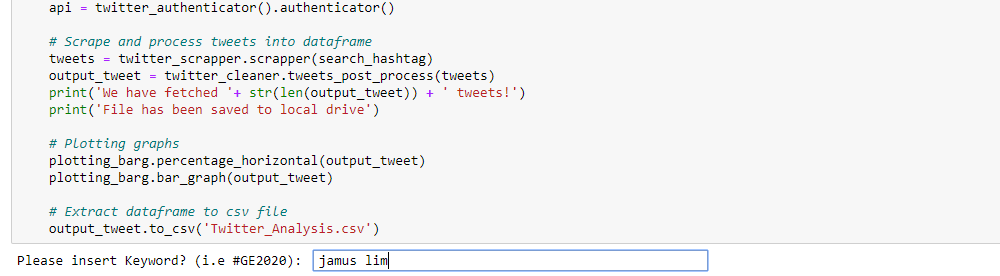 api = twitter_authenticator().authenticator()
# Scrape and process tweets into dataframe
tweets = twitter_scrapper.scrapper(search_hashtag)
output_tweet = twitter_cleaner.tweets_post_process(tweets)
print('We have fetched '+ str(len(output_tweet)) + ' tweets!')
print('File has been saved to local drive')
# Plotting graphs
plotting_barg.percentage_horizontal(output_tweet)
plotting_barg.bar_graph(output_tweet)
# Extract dataframe to csv file
output_tweet.to_csv('Twitter_Analysis.csv')
Please insert Keyword? (i.e #GE2020): jamus lim